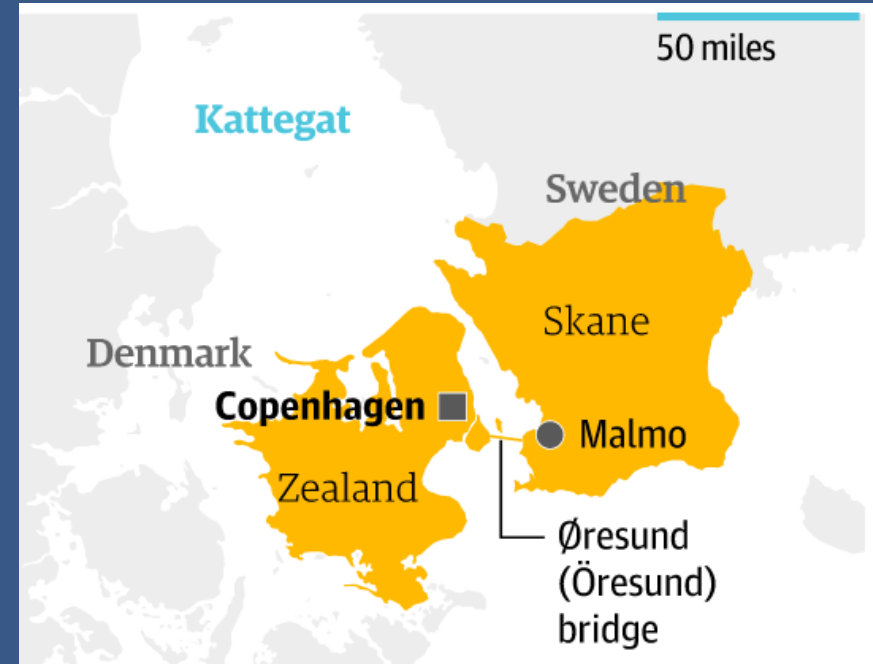 50 miles
Kattegat
Sweden
Skane
Denmark
Copenhagen
Malmo
Zealand
Øresund
(Öresund)
bridge